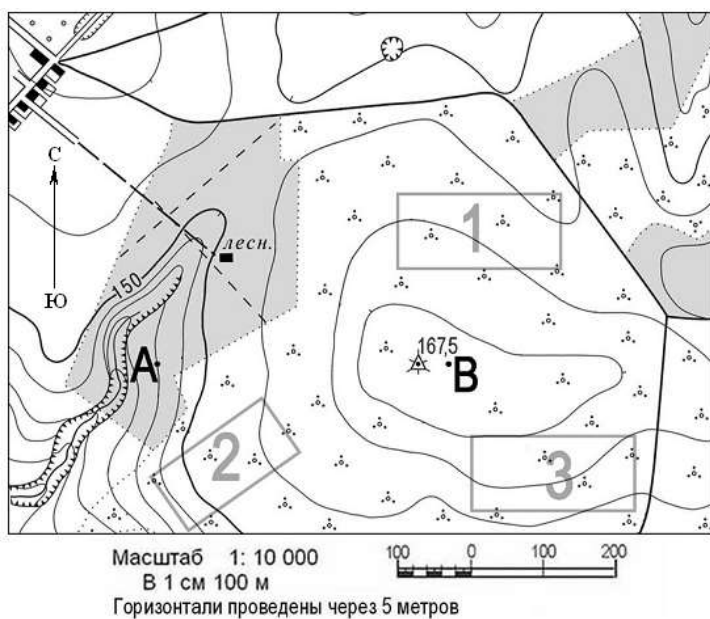 1
С
лесн.
150
Ю
167,5
А
В
2
3
Масштаб 1: 10 000
В 1 см 100 м
100 0 100 200
Горизонтали проведены через 5 метров